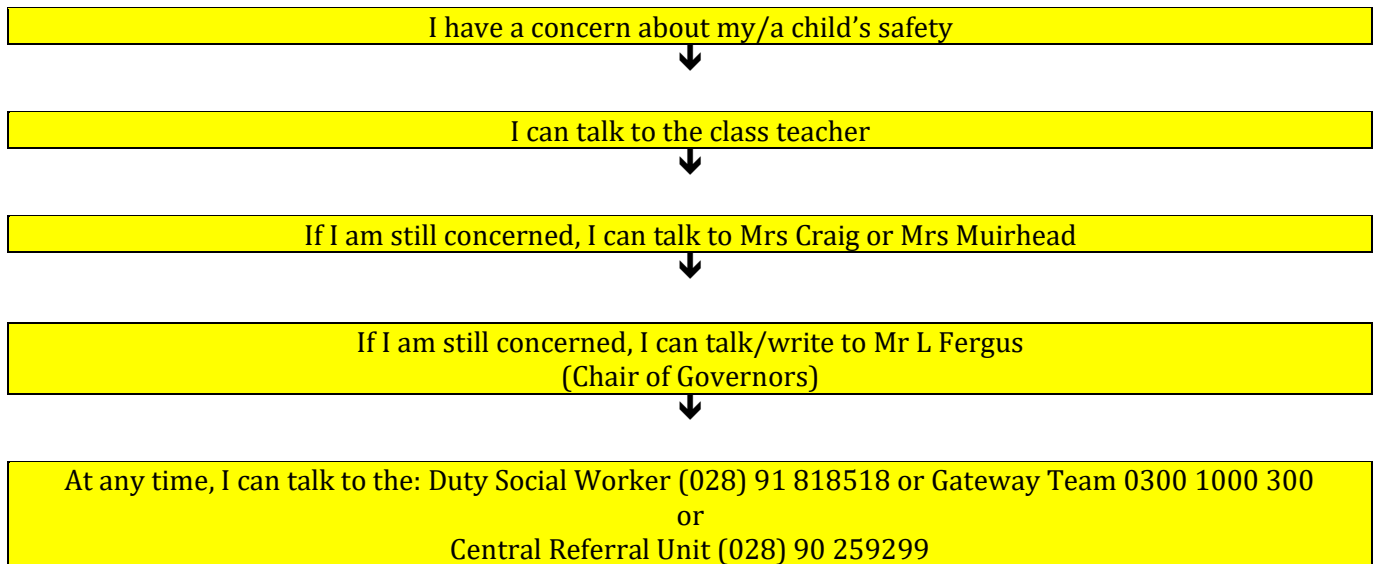 I have a concern about my/a child’s safety
I can talk to the class teacher
If I am still concerned, I can talk to Mrs Craig or Mrs Muirhead
If I am still concerned, I can talk/write to Mr L Fergus
(Chair of Governors)
At any time, I can talk to the: Duty Social Worker (028) 91 818518 or Gateway Team 0300 1000 300
or
Central Referral Unit (028) 90 259299